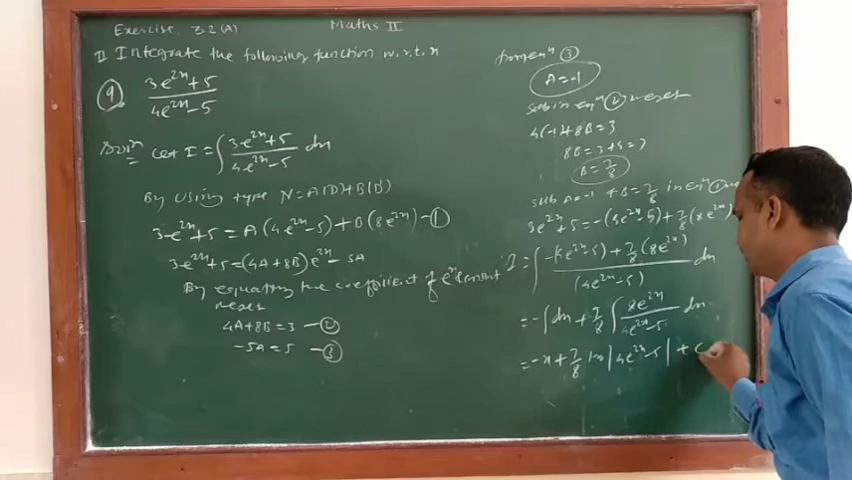 Exercise 7.2(A)
Maths II
II Integrate the following function w.r.t. x
9 (3e^{2x}+5)/(4e^{2x}-5)
Solⁿ = Let I = ∫ (3e^{2x}+5)/(4e^{2x}-5) dx
By using type N=A(D)+B(D')
3e^{2x}+5 = A(4e^{2x}-5)+B(8e^{2x}) —①
3e^{2x}+5=(4A+8B)e^{2x}-5A
By equating the coefficient of e^{2x} & constant
we get
4A+8B=3 —②
-5A=5 —③
from eqⁿ ③
A=-1
sub in eqⁿ ② we get
4(-1)+8B=3
8B=3+4=7
B=7/8
sub A=-1 & B=7/8 in eqⁿ ① we
3e^{2x}+5=-(4e^{2x}-5)+7/8(8e^{2x})
I=∫ (-(4e^{2x}-5)+7/8(8e^{2x}))/(4e^{2x}-5) dx
=-∫dx+7/8∫ 8e^{2x}/(4e^{2x}-5) dx
=-x+7/8 ln|4e^{2x}-5|+c